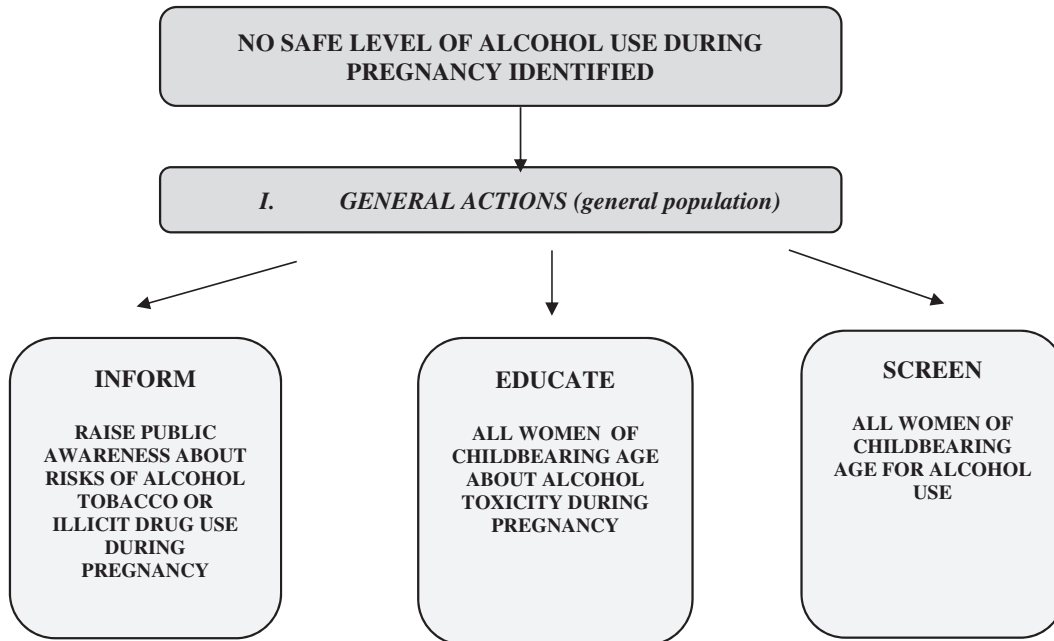 NO SAFE LEVEL OF ALCOHOL USE DURING
PREGNANCY IDENTIFIED
I. GENERAL ACTIONS (general population)
INFORM
RAISE PUBLIC
AWARENESS ABOUT
RISKS OF ALCOHOL
TOBACCO OR
ILLICIT DRUG USE
DURING
PREGNANCY
EDUCATE
ALL WOMEN OF
CHILDBEARING AGE
ABOUT ALCOHOL
TOXICITY DURING
PREGNANCY
SCREEN
ALL WOMEN OF
CHILDBEARING
AGE FOR ALCOHOL
USE